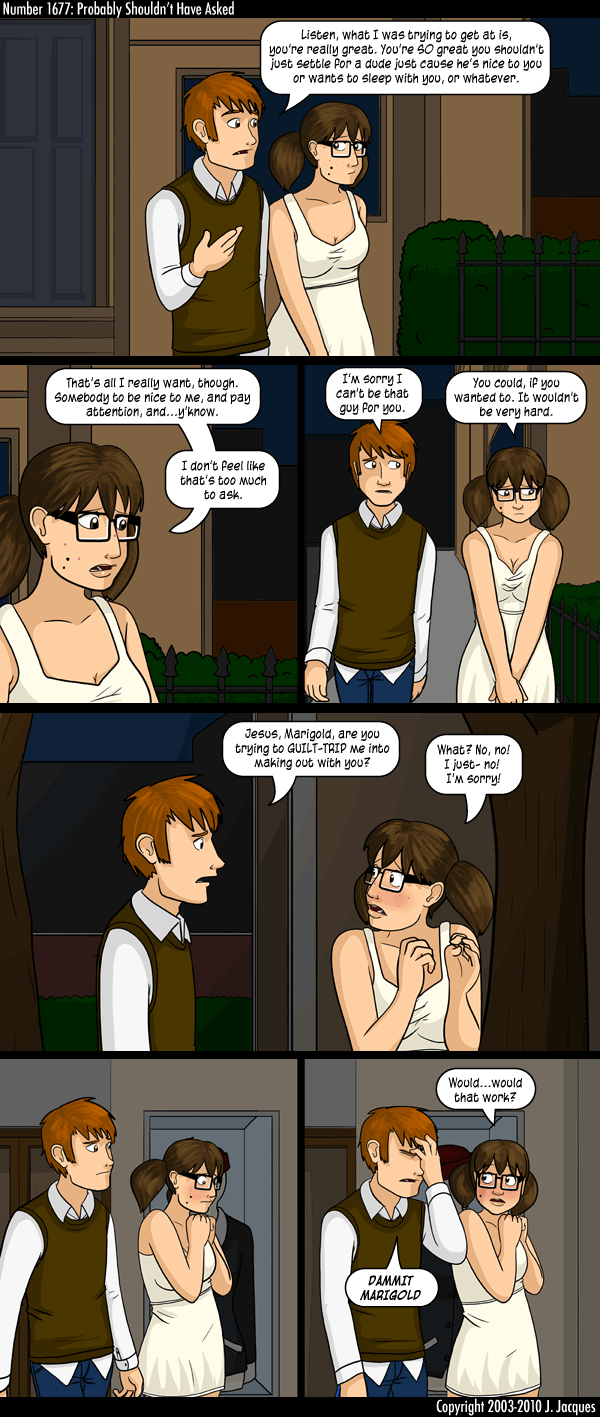 Number 1677: Probably Shouldn't Have Asked
Listen, what I was trying to get at is,
you're really great. You're SO great you shouldn't
just settle for a dude just cause he's nice to you
or wants to sleep with you, or whatever.
That's all I really want, though.
Somebody to be nice to me, and pay
attention, and...y'know.
I don't feel like
that's too much
to ask.
I'm sorry I
can't be that
guy for you.
You could, if you
wanted to. It wouldn't
be very hard.
Jesus, Marigold, are you
trying to GUILT-TRIP me into
making out with you?
What? No, no!
I just- no!
I'm sorry!
Would...would
that work?
DAMMIT
MARIGOLD
Copyright 2003-2010 J. Jacques